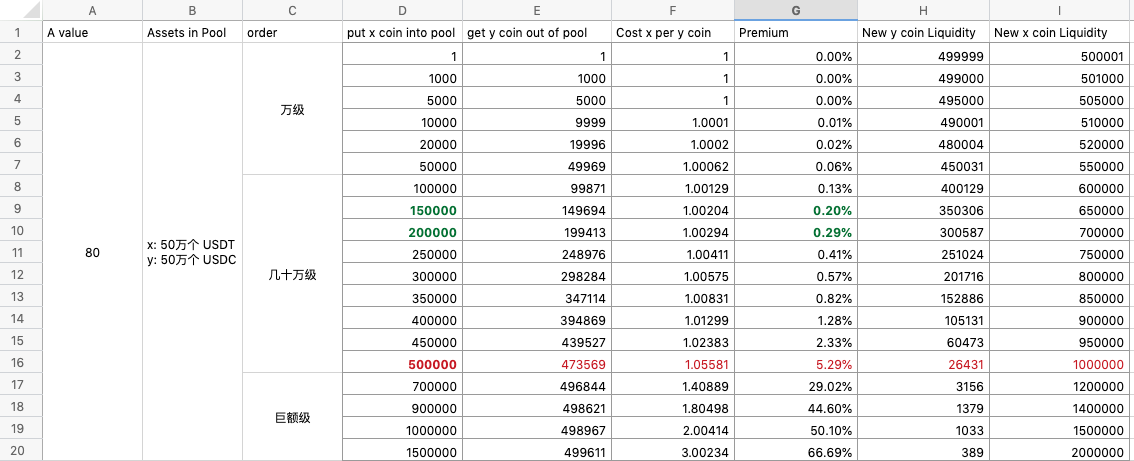 A B C D E F G H I
1 A value Assets in Pool order put x coin into pool get y coin out of pool Cost x per y coin Premium New y coin Liquidity New x coin Liquidity
2 1 1 1 0.00% 499999 500001
3 1000 1000 1 0.00% 499000 501000
4 5000 5000 1 0.00% 495000 505000
万级
5 10000 9999 1.0001 0.01% 490001 510000
6 20000 19996 1.0002 0.02% 480004 520000
7 50000 49969 1.00062 0.06% 450031 550000
8 100000 99871 1.00129 0.13% 400129 600000
9 150000 149694 1.00204 0.20% 350306 650000
10 200000 199413 1.00294 0.29% 300587 700000
x: 50万个 USDT
11 80 250000 248976 1.00411 0.41% 251024 750000
y: 50万个 USDC
12 几十万级 300000 298284 1.00575 0.57% 201716 800000
13 350000 347114 1.00831 0.82% 152886 850000
14 400000 394869 1.01299 1.28% 105131 900000
15 450000 439527 1.02383 2.33% 60473 950000
16 500000 473569 1.05581 5.29% 26431 1000000
17 700000 496844 1.40889 29.02% 3156 1200000
18 900000 498621 1.80498 44.60% 1379 1400000
巨额级
19 1000000 498967 2.00414 50.10% 1033 1500000
20 1500000 499611 3.00234 66.69% 389 2000000